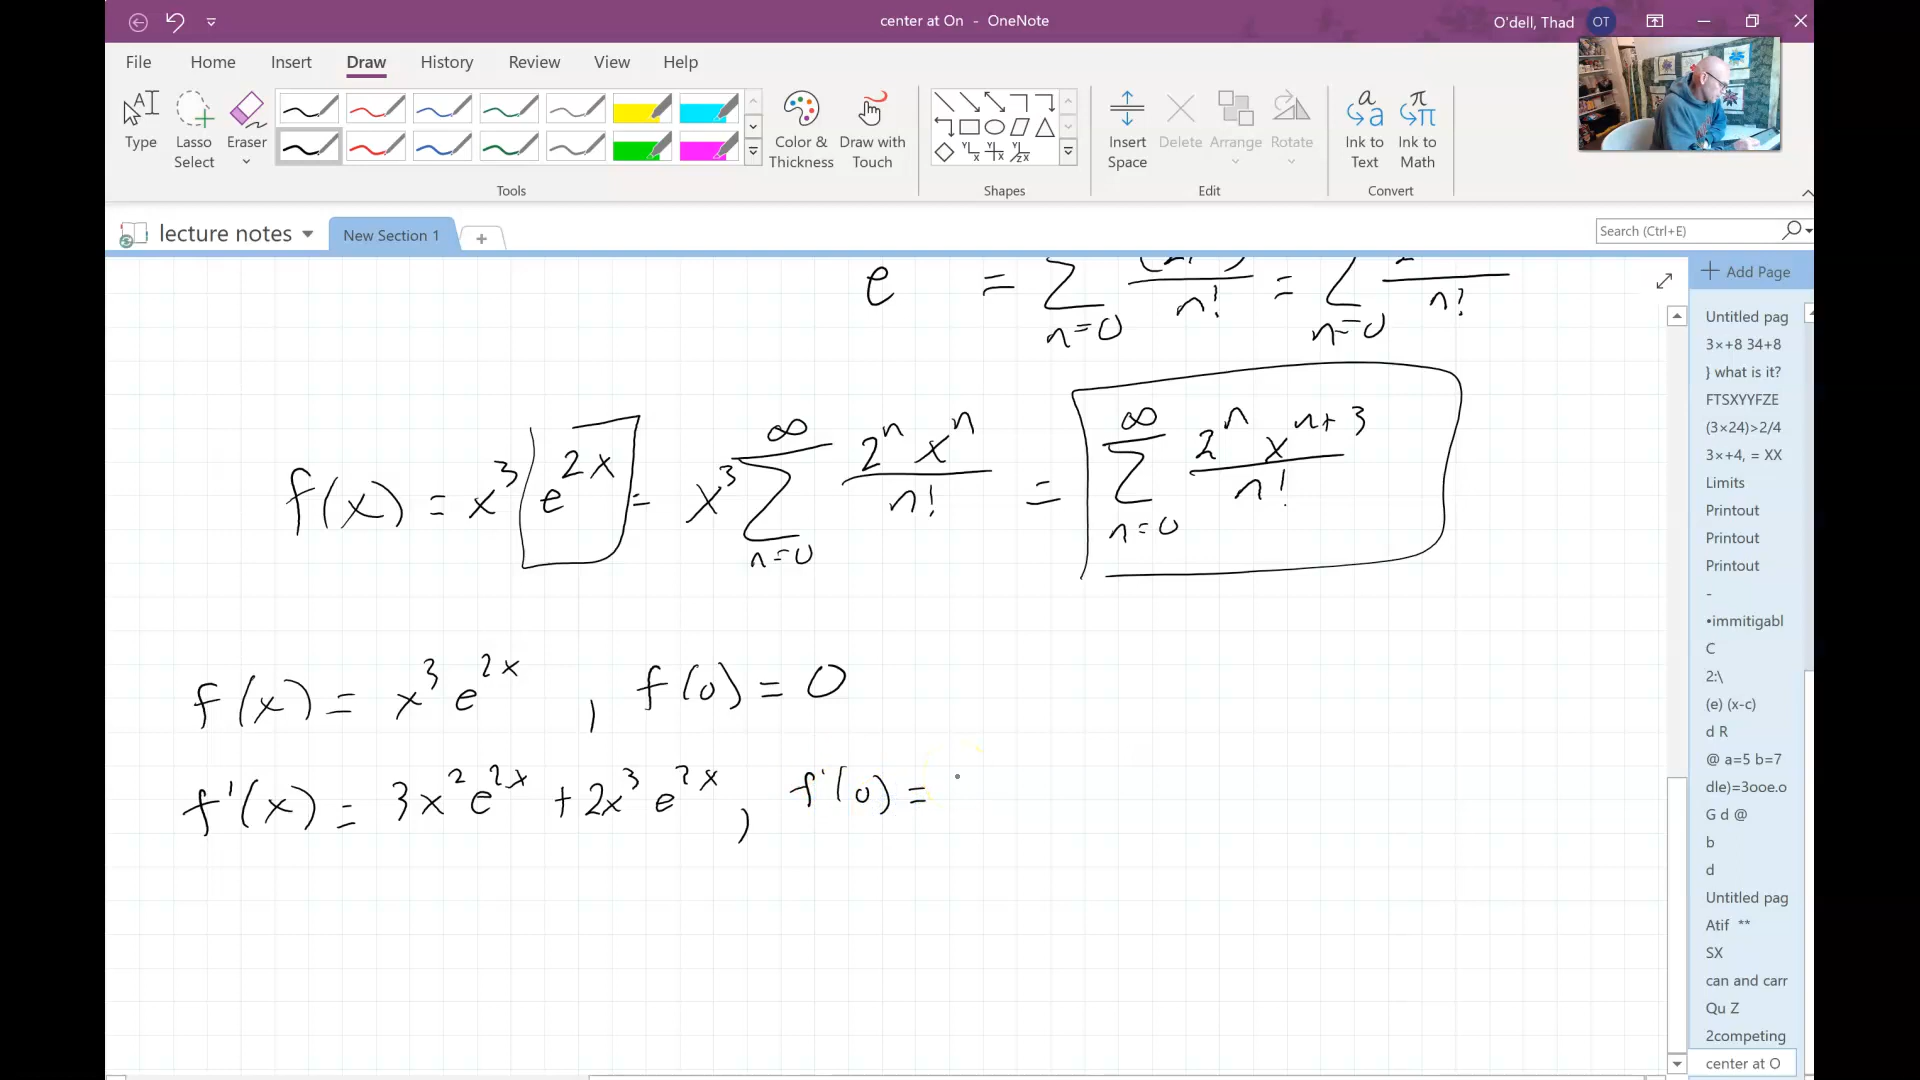 center at On - OneNote
O'dell, Thad OT
File Home Insert Draw History Review View Help
Type
Lasso Select
Eraser
Color & Thickness
Draw with Touch
Insert Space
Delete
Arrange
Rotate
a a Ink to Text
π π Ink to Math
Tools
Shapes
Edit
Convert
lecture notes New Section 1 +
Search (Ctrl+E)
e = ∑ n=0 n! = ∑ n=0 n!
f(x) = x³ e^{2x} = x³ ∑_{n=0}^{∞} 2ⁿ xⁿ / n! = ∑_{n=0}^{∞} 2ⁿ x^{n+3} / n!
f(x) = x³ e^{2x} , f(0) = 0
f'(x) = 3x² e^{2x} + 2x³ e^{2x} , f'(0) =
Add Page
Untitled pag
3×+8 34+8
} what is it?
FTSXYYFZE
(3×24)>2/4
3×+4, = XX
Limits
Printout
Printout
Printout
-
•immitigabl
C
2:\
(e) (x-c)
d R
@ a=5 b=7
dle)=3ooe.o
G d @
b
d
Untitled pag
Atif **
SX
can and carr
Qu Z
2competing
center at O